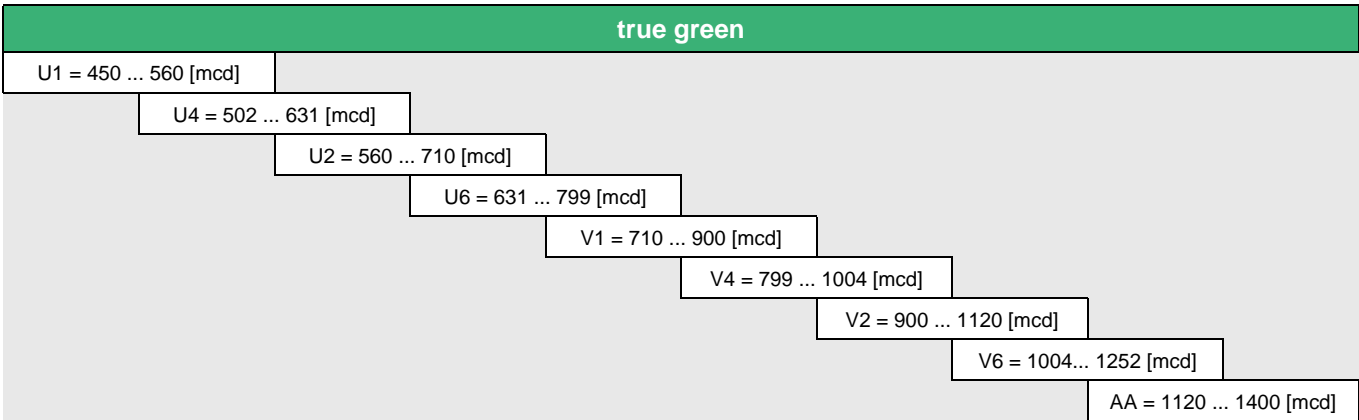 true green
U1 = 450 ... 560 [mcd]
U4 = 502 ... 631 [mcd]
U2 = 560 ... 710 [mcd]
U6 = 631 ... 799 [mcd]
V1 = 710 ... 900 [mcd]
V4 = 799 ... 1004 [mcd]
V2 = 900 ... 1120 [mcd]
V6 = 1004... 1252 [mcd]
AA = 1120 ... 1400 [mcd]